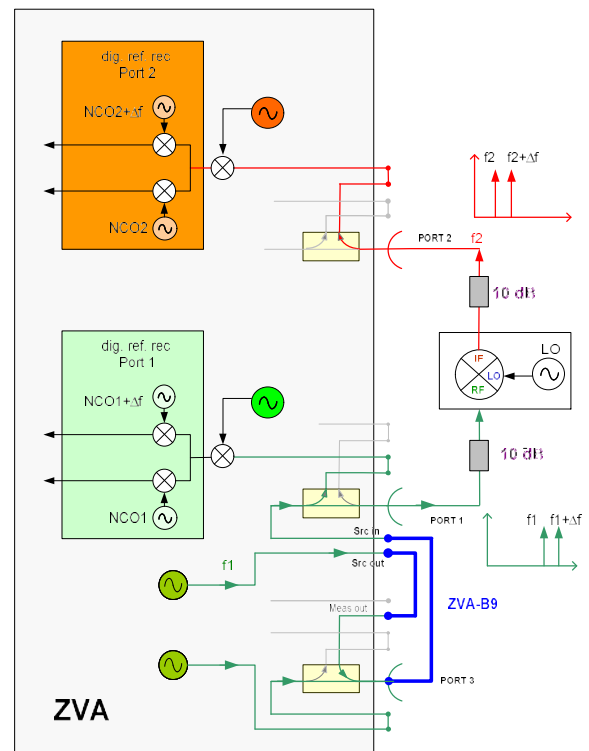 dig. ref. rec
Port 2
NCO2+Δf
NCO2
f2 f2+Δf
PORT 2
f2
10 dB
dig. ref. rec
Port 1
NCO1+Δf
NCO1
IF
LO
RF
LO
10 dB
PORT 1
f1 f1+Δf
Src in
f1
Src out
Meas out
ZVA-B9
PORT 3
ZVA